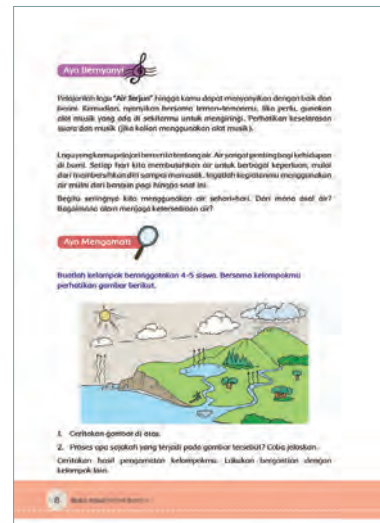 Ayo Bernyanyi
Pelajarilah lagu "Air Terjun" hingga kamu dapat menyanyikan dengan baik dan
benar. Kemudian, nyanyikan bersama teman-temanmu. Jika perlu, gunakan
alat musik yang ada di sekitarmu untuk mengiringi. Perhatikan keselarasan
suara dan musik (jika kalian menggunakan alat musik).
Lagu yang kamu pelajari bercerita tentang air. Air sangat penting bagi kehidupan
di bumi. Setiap hari kita membutuhkan air untuk berbagai keperluan, mulai
dari membersihkan diri sampai memasak. Ingatlah kegiatanmu menggunakan
air mulai dari bangun pagi hingga saat ini.
Begitu seringnya kita menggunakan air sehari-hari. Dari mana asal air?
Bagaimana alam menjaga ketersediaan air?
Ayo Mengamati
Buatlah kelompok beranggotakan 4-5 siswa. Bersama kelompokmu
perhatikan gambar berikut.
1. Ceritakan gambar di atas.
2. Proses apa sajakah yang terjadi pada gambar tersebut? Coba jelaskan.
Ceritakan hasil pengamatan kelompokmu. Lakukan bergantian dengan
kelompok lain.
8 Buku Siswa